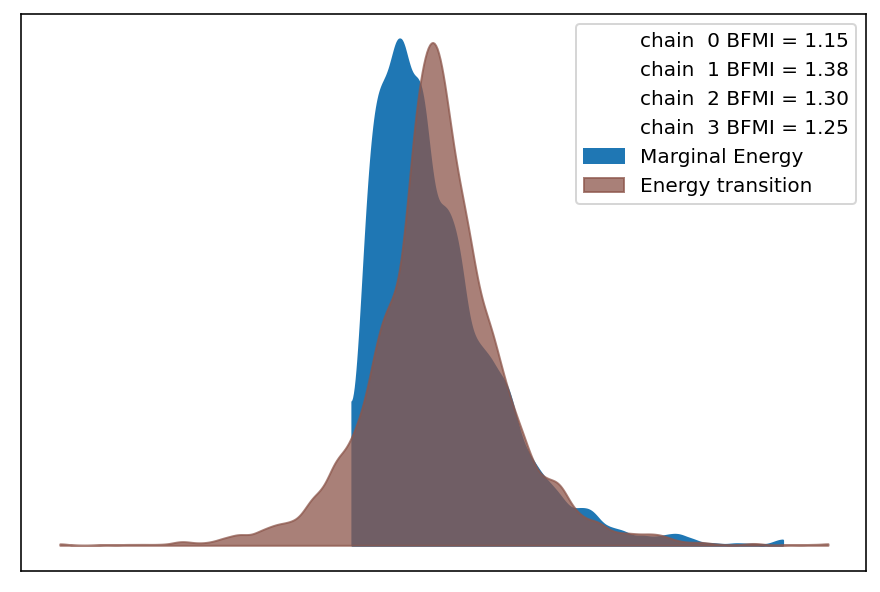 chain  0 BFMI = 1.15
chain  1 BFMI = 1.38
chain  2 BFMI = 1.30
chain  3 BFMI = 1.25
Marginal Energy
Energy transition